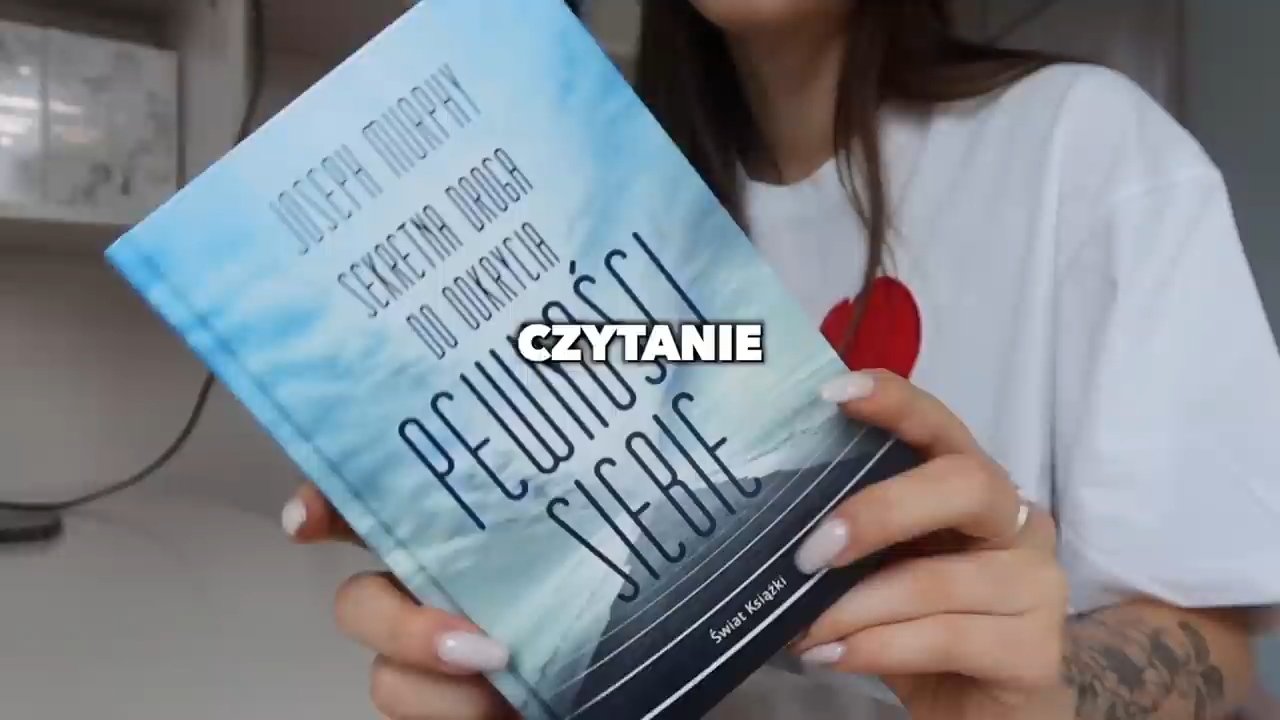 JOSEPH MURPHY
SEKRETNA DROGA
DO ODKRYCIA
PEWNOŚCI
SIEBIE
CZYTANIE
Świat Książki